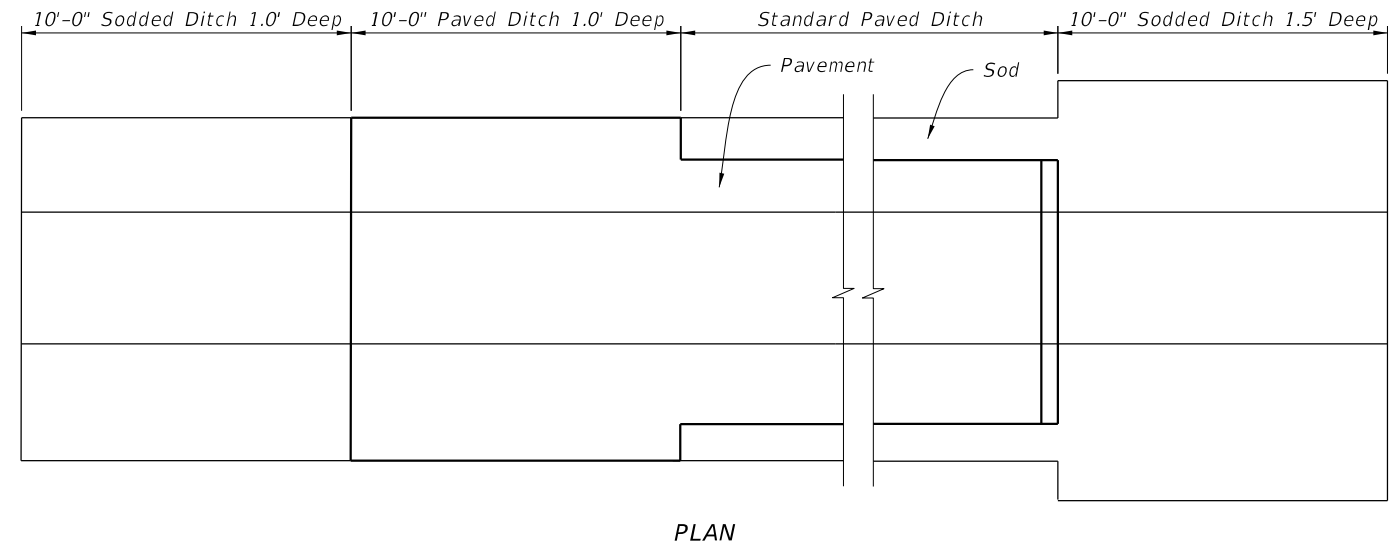 10'-0" Sodded Ditch 1.0' Deep
10'-0" Paved Ditch 1.0' Deep
Standard Paved Ditch
10'-0" Sodded Ditch 1.5' Deep
Pavement
Sod
PLAN